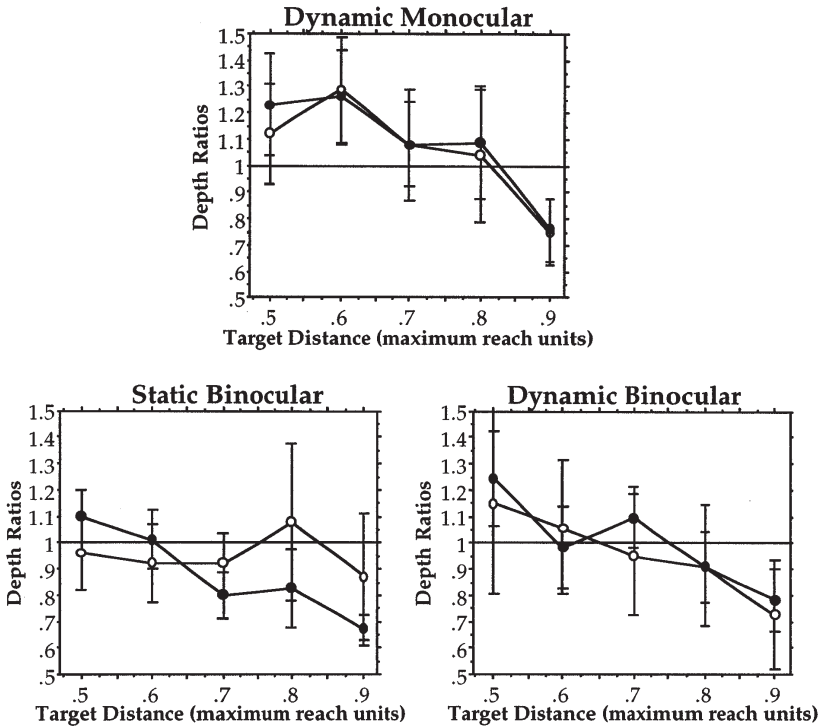 Dynamic Monocular
1.5
1.4
1.3
1.2
1.1
1
.9
.8
.7
.6
.5
Depth Ratios
.5 .6 .7 .8 .9
Target Distance (maximum reach units)
Static Binocular
1.5
1.4
1.3
1.2
1.1
1
.9
.8
.7
.6
.5
Depth Ratios
.5 .6 .7 .8 .9
Target Distance (maximum reach units)
Dynamic Binocular
1.5
1.4
1.3
1.2
1.1
1
.9
.8
.7
.6
.5
Depth Ratios
.5 .6 .7 .8 .9
Target Distance (maximum reach units)